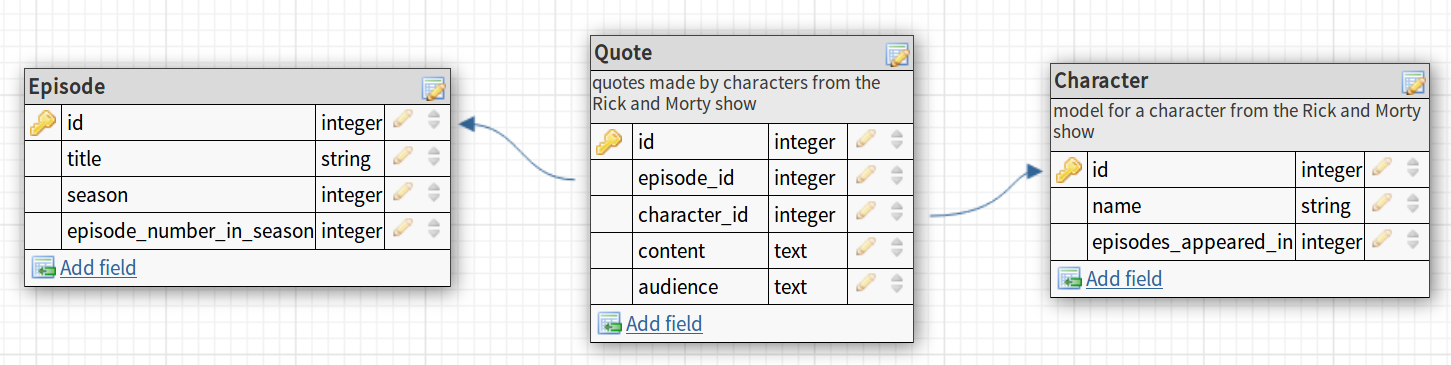 Episode
id integer
title string
season integer
episode_number_in_season integer
Add field
Quote
quotes made by characters from the
Rick and Morty show
id integer
episode_id integer
character_id integer
content text
audience text
Add field
Character
model for a character from the Rick and Morty
show
id integer
name string
episodes_appeared_in integer
Add field